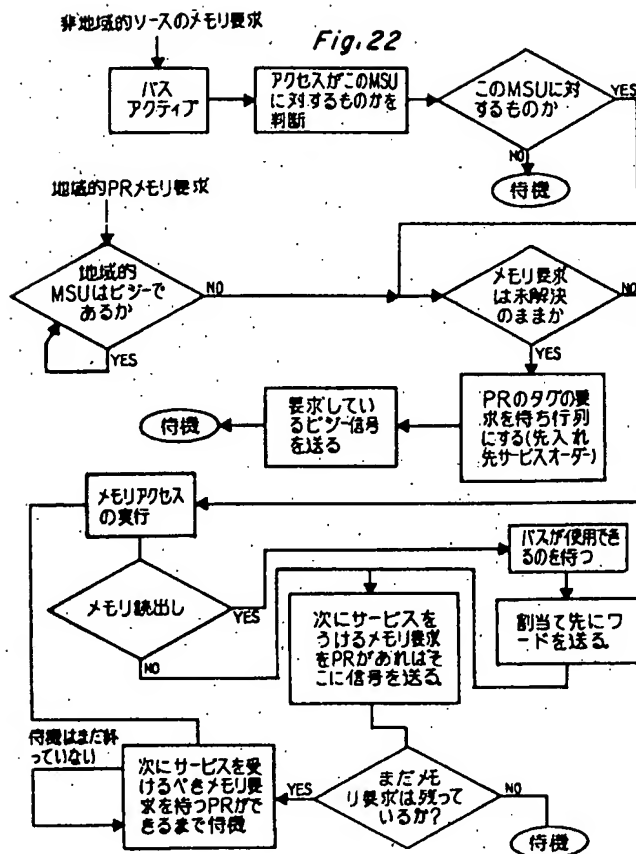 非地域的ソースのメモリ要求
Fig.22
バス
アクティブ
アクセスがこのMSU
に対するものかを
判断
このMSUに対
するものか
YES
NO
待機
地域的PRメモリ要求
地域的
MSUはビジーで
あるか
NO
YES
メモリ要求
は未解決
のままか
NO
YES
PRのタグの要
求を待ち行列
にする(先入れ
先サービスオーダー)
要求してい
るビジー信号
を送る
待機
メモリアクセス
の実行
メモリ読出し
YES
NO
バスが使用でき
るのを待つ
割当て先にワ
ードを送る.
次にサービスを
うけるメモリ要求
をPRがあればそ
こに信号を送る.
まだメモ
リ要求は残って
いるか?
YES
NO
待機
待機はまだ終
っていない
次にサービスを受
けるべきメモリ要
求を持つPRがで
きるまで待機